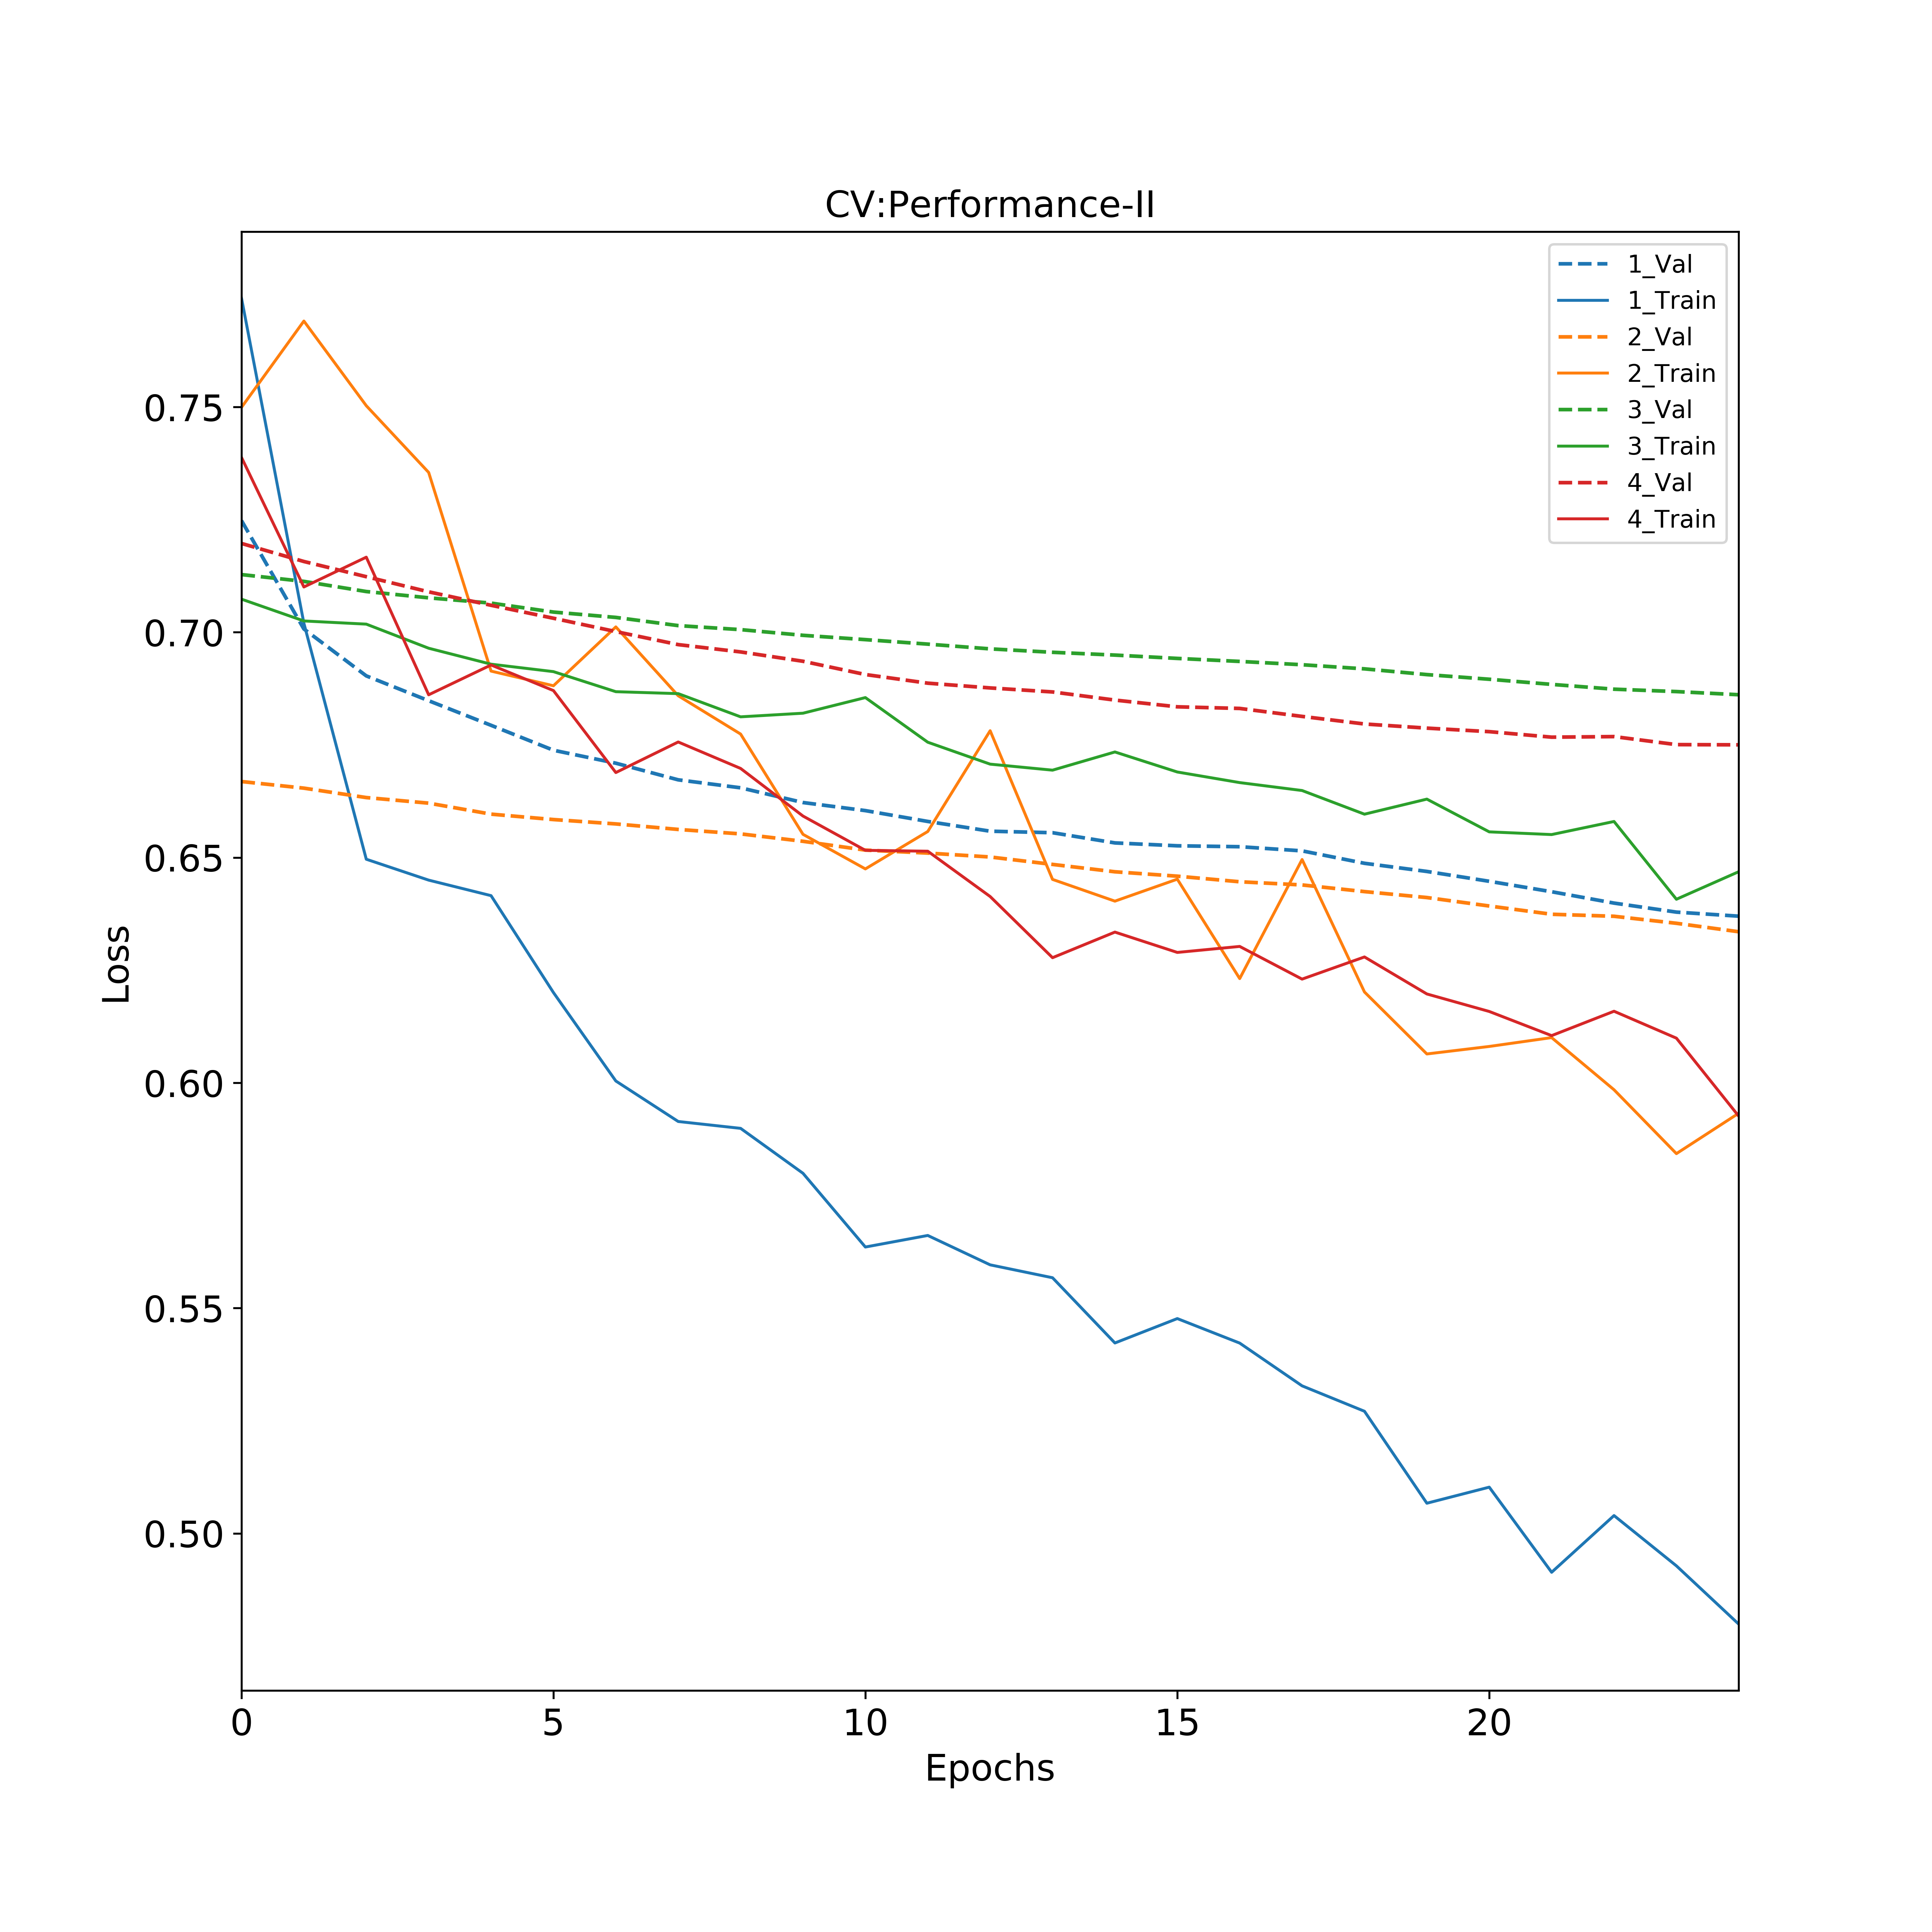 CV:Performance-II
1_Val
1_Train
2_Val
2_Train
3_Val
3_Train
4_Val
4_Train
0.75
0.70
0.65
0.60
0.55
0.50
Loss
0 5 10 15 20
Epochs